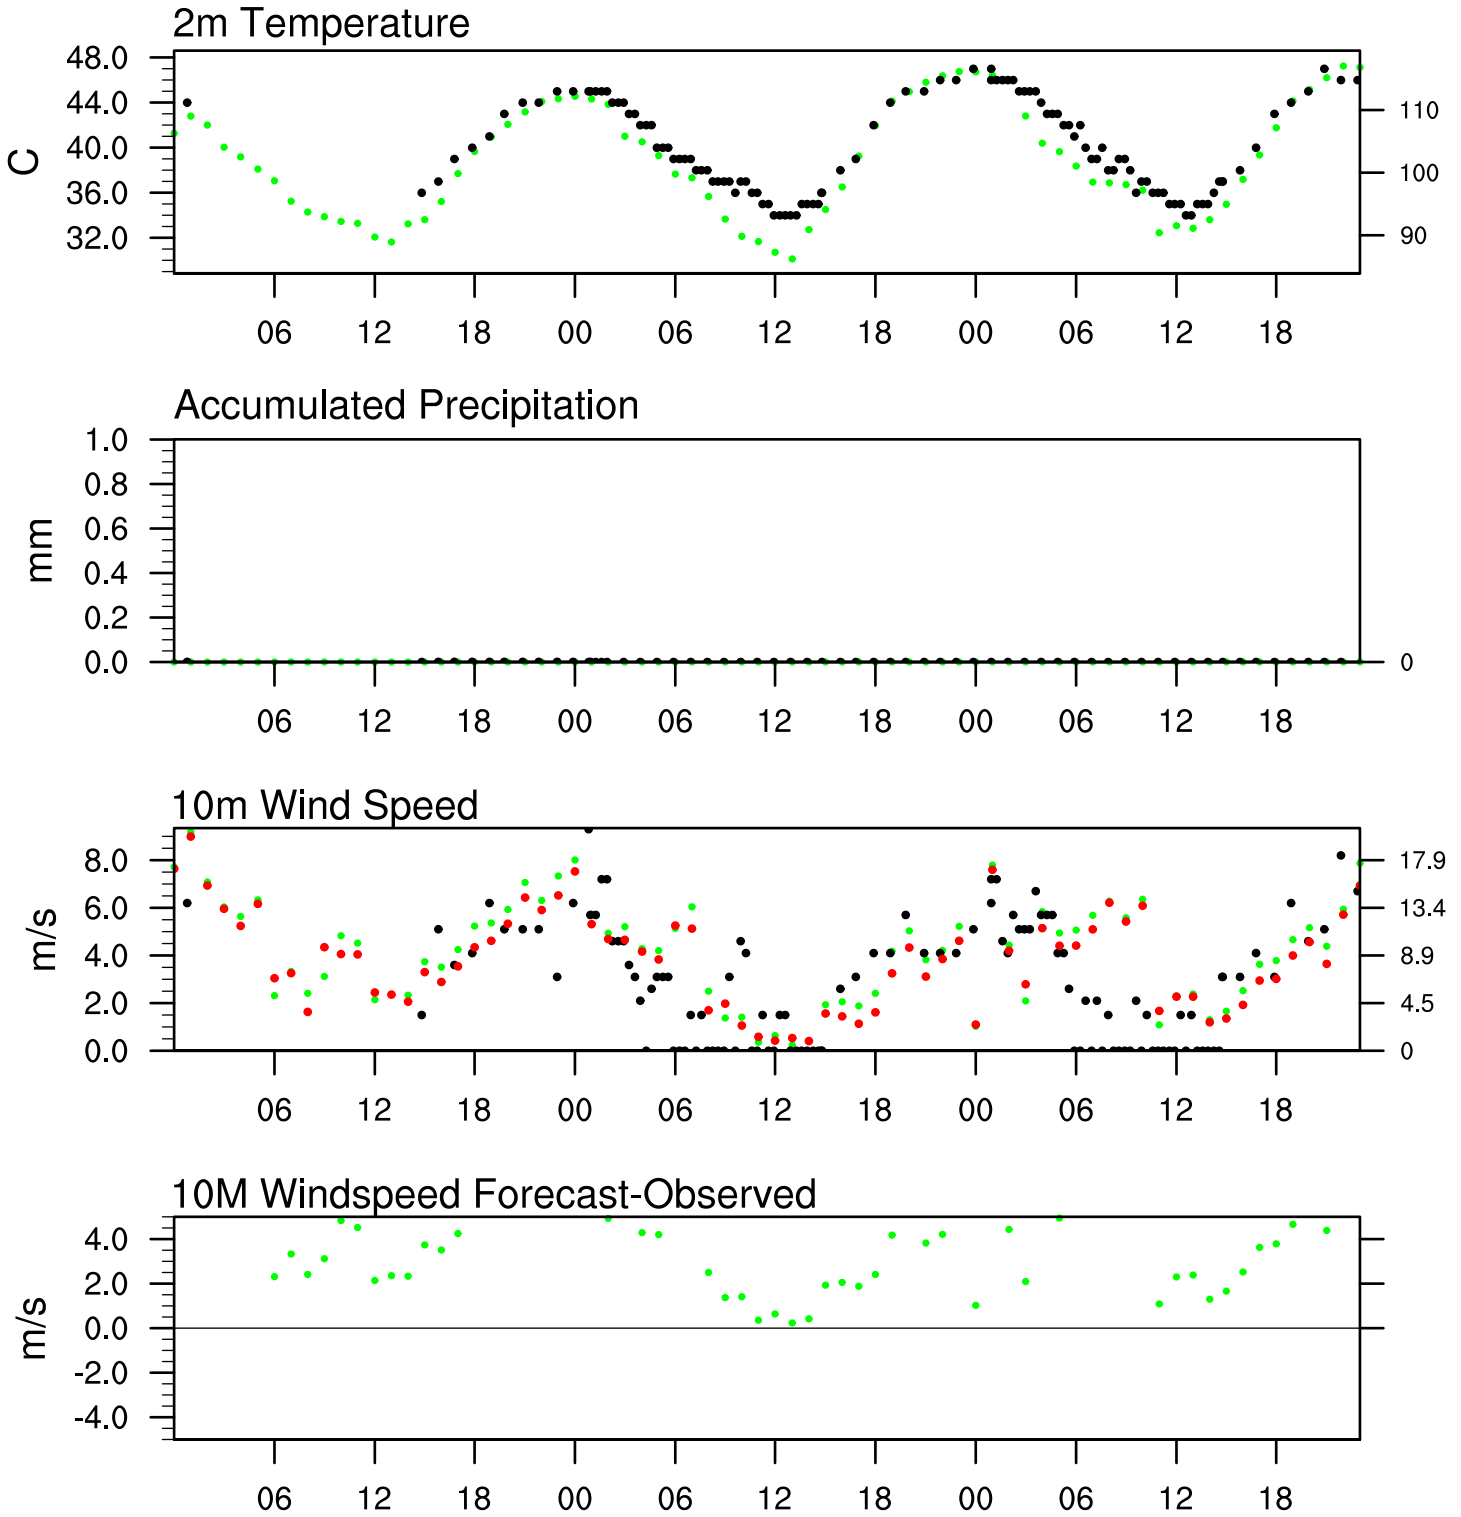 2m Temperature
48.0
44.0
40.0
36.0
32.0
C
110
100
90
06 12 18 00 06 12 18 00 06 12 18
Accumulated Precipitation
1.0
0.8
0.6
0.4
0.2
0.0
mm
0
06 12 18 00 06 12 18 00 06 12 18
10m Wind Speed
8.0
6.0
4.0
2.0
0.0
m/s
17.9
13.4
8.9
4.5
0
06 12 18 00 06 12 18 00 06 12 18
10M Windspeed Forecast-Observed
4.0
2.0
0.0
-2.0
-4.0
m/s
06 12 18 00 06 12 18 00 06 12 18